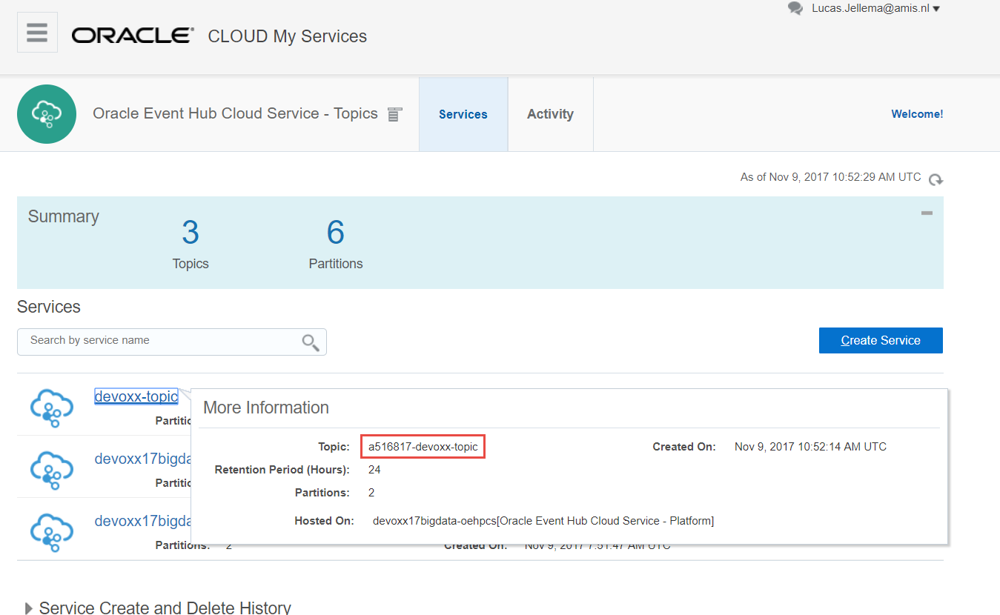 Lucas.Jellema@amis.nl
ORACLE® CLOUD My Services
Oracle Event Hub Cloud Service - Topics
Services
Activity
Welcome!
As of Nov 9, 2017 10:52:29 AM UTC
Summary
3
Topics
6
Partitions
Services
Search by service name
Create Service
devoxx-topic
Partitio
devoxx17bigda
Partitio
devoxx17bigda
Partitions: 2 Created On: Nov 9, 2017 7:51:47 AM UTC
More Information
Topic: a516817-devoxx-topic
Created On: Nov 9, 2017 10:52:14 AM UTC
Retention Period (Hours): 24
Partitions: 2
Hosted On: devoxx17bigdata-oehpcs[Oracle Event Hub Cloud Service - Platform]
Service Create and Delete History